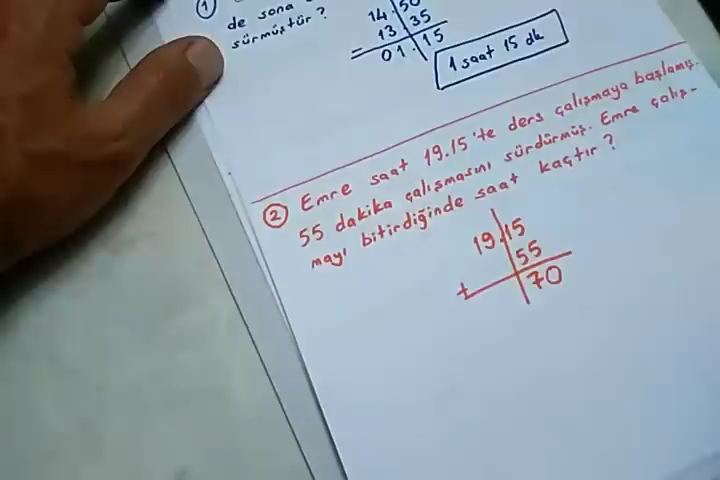 1
de sona
sürmüştür?
14 50
13 35
= 01.15
1 saat 15 dk
2 Emre saat 19.15'te ders çalışmaya başlamış.
55 dakika çalışmasını sürdürmüş. Emre çalış-
mayı bitirdiğinde saat kaçtır?
19.15
55
+ 70